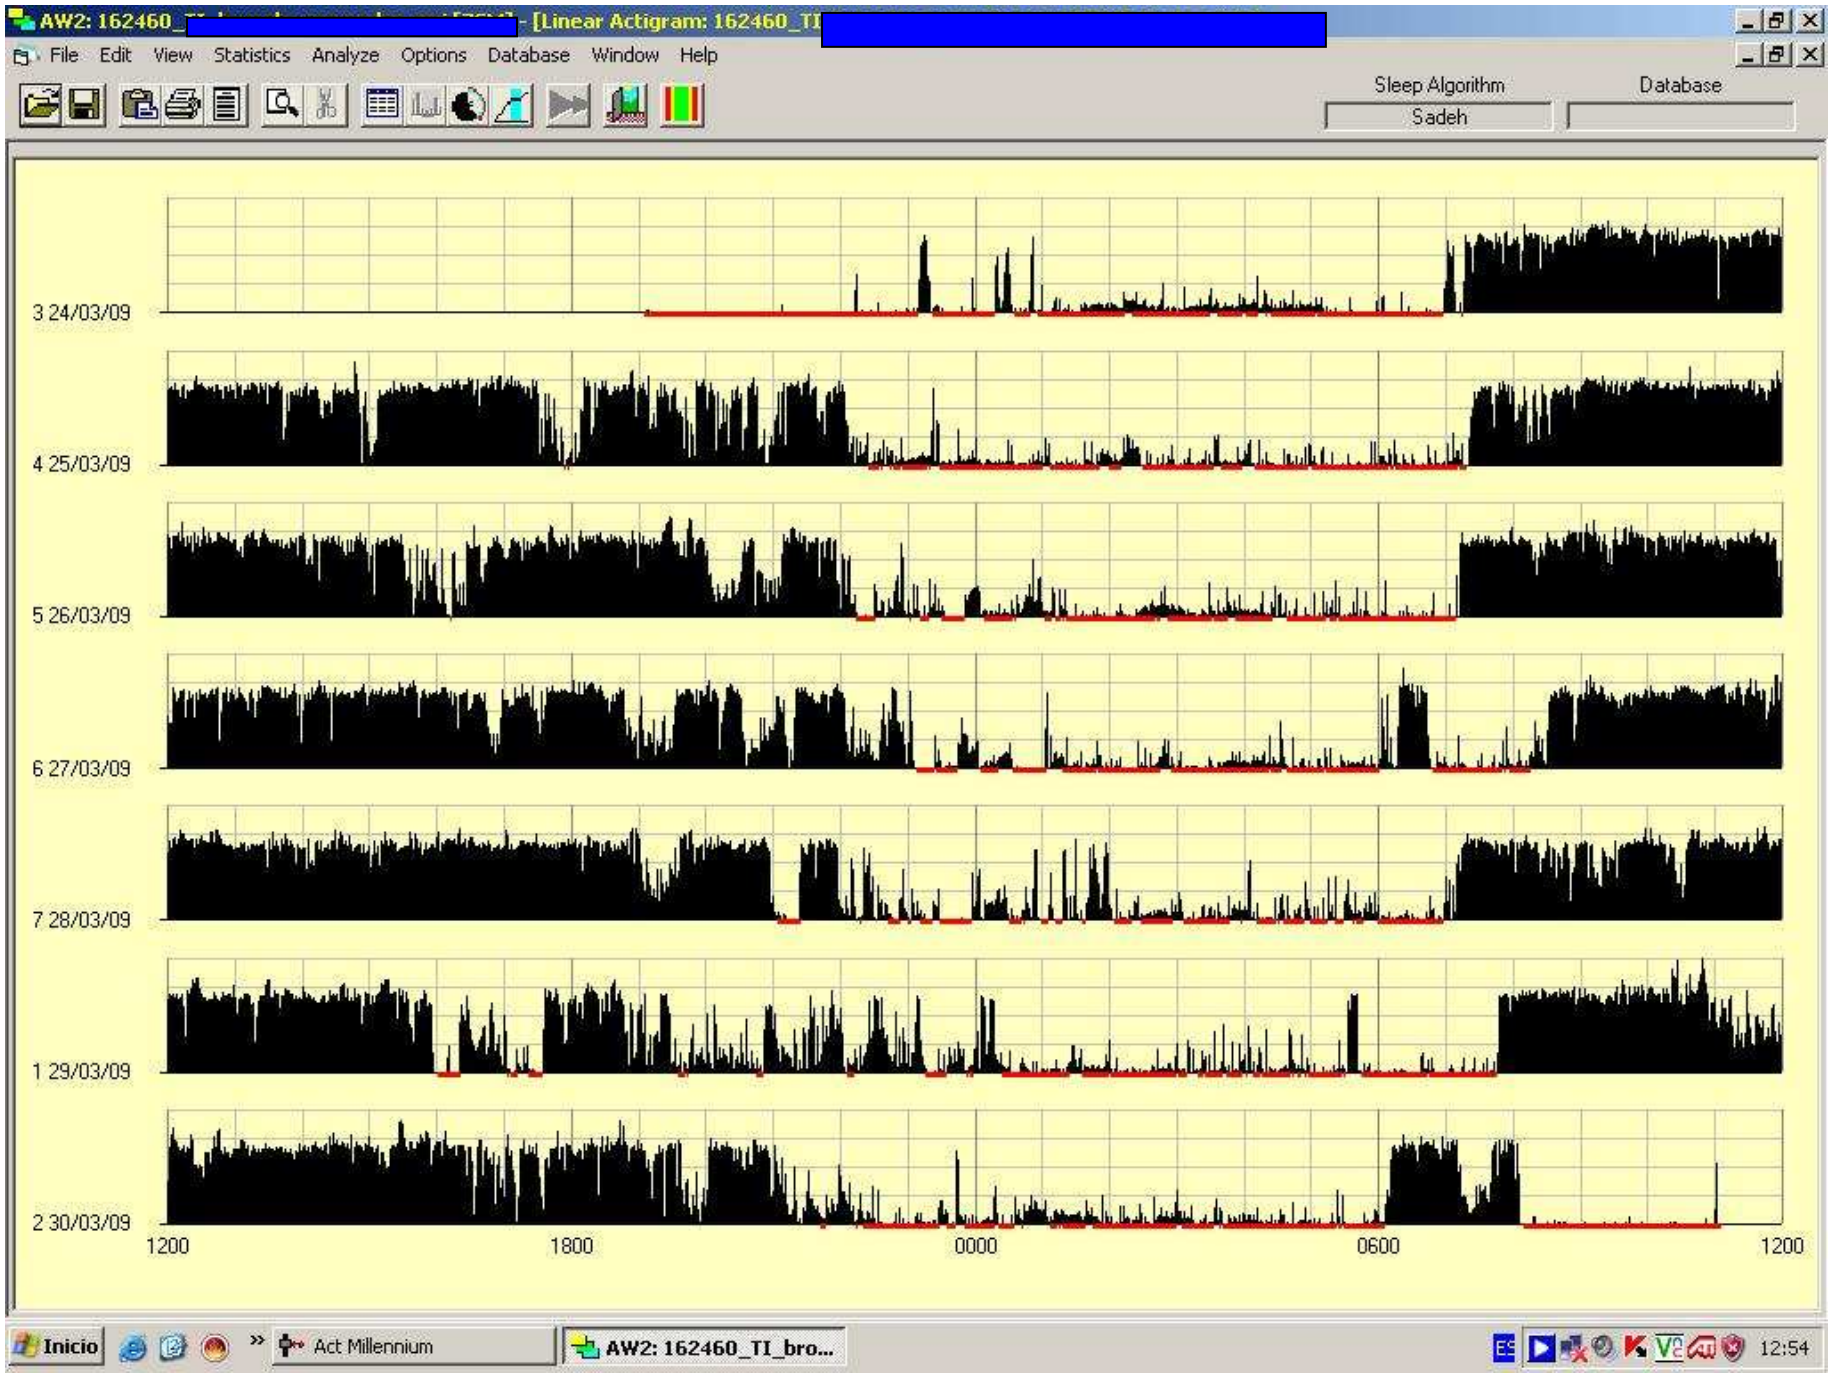 AW2: 162460_TI - [Linear Actigram: 162460_TI
File Edit View Statistics Analyze Options Database Window Help
Sleep Algorithm Database
Sadeh
3 24/03/09
4 25/03/09
5 26/03/09
6 27/03/09
7 28/03/09
1 29/03/09
2 30/03/09
1200 1800 0000 0600 1200
Inicio » Act Millennium AW2: 162460_TI_bro... ES 12:54